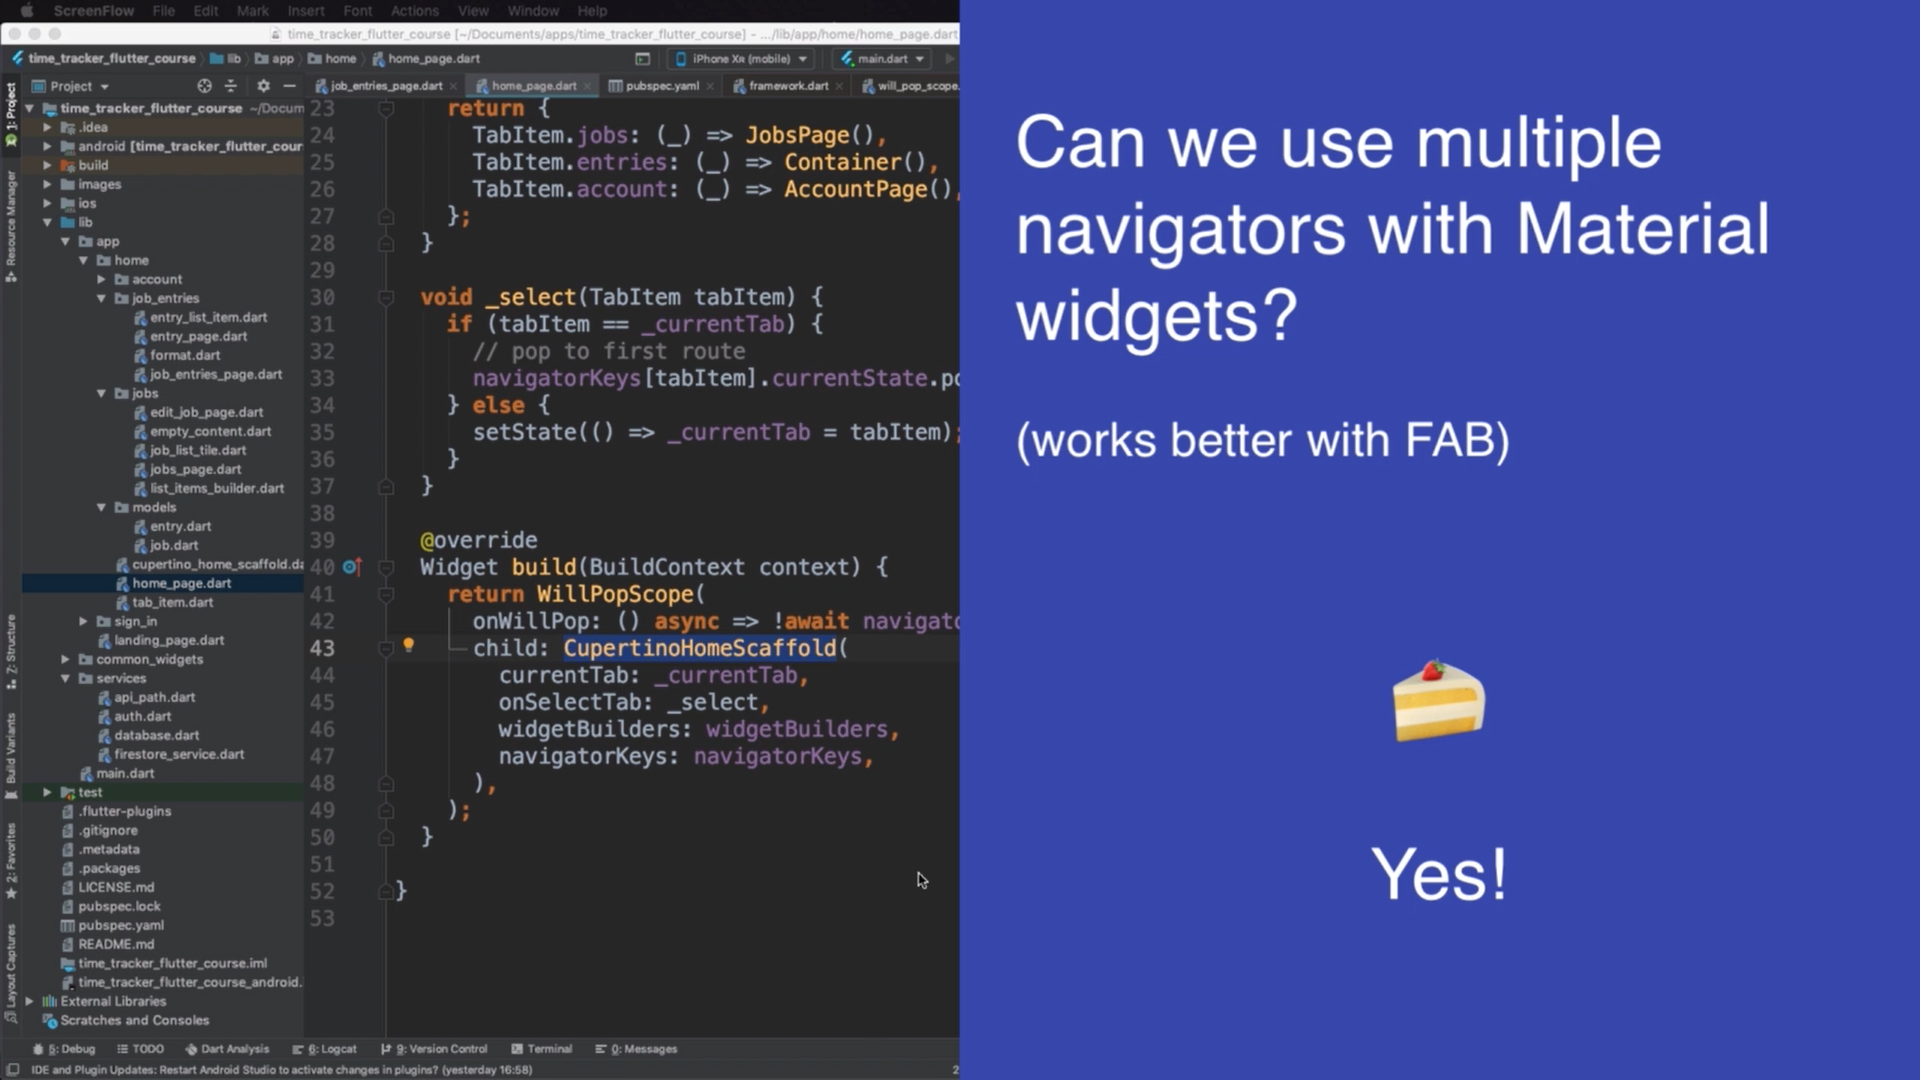 ScreenFlow File Edit Mark Insert Font Actions View Window Help
time_tracker_flutter_course [~/Documents/apps/time_tracker_flutter_course] - .../lib/app/home/home_page.dart
time_tracker_flutter_course lib app home home_page.dart iPhone XR (mobile) main.dart
Project job_entries_page.dart home_page.dart pubspec.yaml framework.dart will_pop_scope.
1: Project
Resource Manager
Z: Structure
Build Variants
2: Favorites
Layout Captures
time_tracker_flutter_course ~/Docum
.idea
android [time_tracker_flutter_cour
build
images
ios
lib
app
home
account
job_entries
entry_list_item.dart
entry_page.dart
format.dart
job_entries_page.dart
jobs
edit_job_page.dart
empty_content.dart
job_list_tile.dart
jobs_page.dart
list_items_builder.dart
models
entry.dart
job.dart
cupertino_home_scaffold.da
home_page.dart
tab_item.dart
sign_in
landing_page.dart
common_widgets
services
api_path.dart
auth.dart
database.dart
firestore_service.dart
main.dart
test
.flutter-plugins
.gitignore
.metadata
.packages
LICENSE.md
pubspec.lock
pubspec.yaml
README.md
time_tracker_flutter_course.iml
time_tracker_flutter_course_android.
External Libraries
Scratches and Consoles
23 return {
24 TabItem.jobs: (_) => JobsPage(),
25 TabItem.entries: (_) => Container(),
26 TabItem.account: (_) => AccountPage(),
27 };
28 }
29
30 void _select(TabItem tabItem) {
31 if (tabItem == _currentTab) {
32 // pop to first route
33 navigatorKeys[tabItem].currentState.po
34 } else {
35 setState(() => _currentTab = tabItem);
36 }
37 }
38
39 @override
40 Widget build(BuildContext context) {
41 return WillPopScope(
42 onWillPop: () async => !await navigato
43 child: CupertinoHomeScaffold(
44 currentTab: _currentTab,
45 onSelectTab: _select,
46 widgetBuilders: widgetBuilders,
47 navigatorKeys: navigatorKeys,
48 ),
49 );
50 }
51
52 }
53
5: Debug TODO Dart Analysis 6: Logcat 9: Version Control Terminal 0: Messages
IDE and Plugin Updates: Restart Android Studio to activate changes in plugins? (yesterday 16:58) 2
Can we use multiple
navigators with Material
widgets?
(works better with FAB)
Yes!